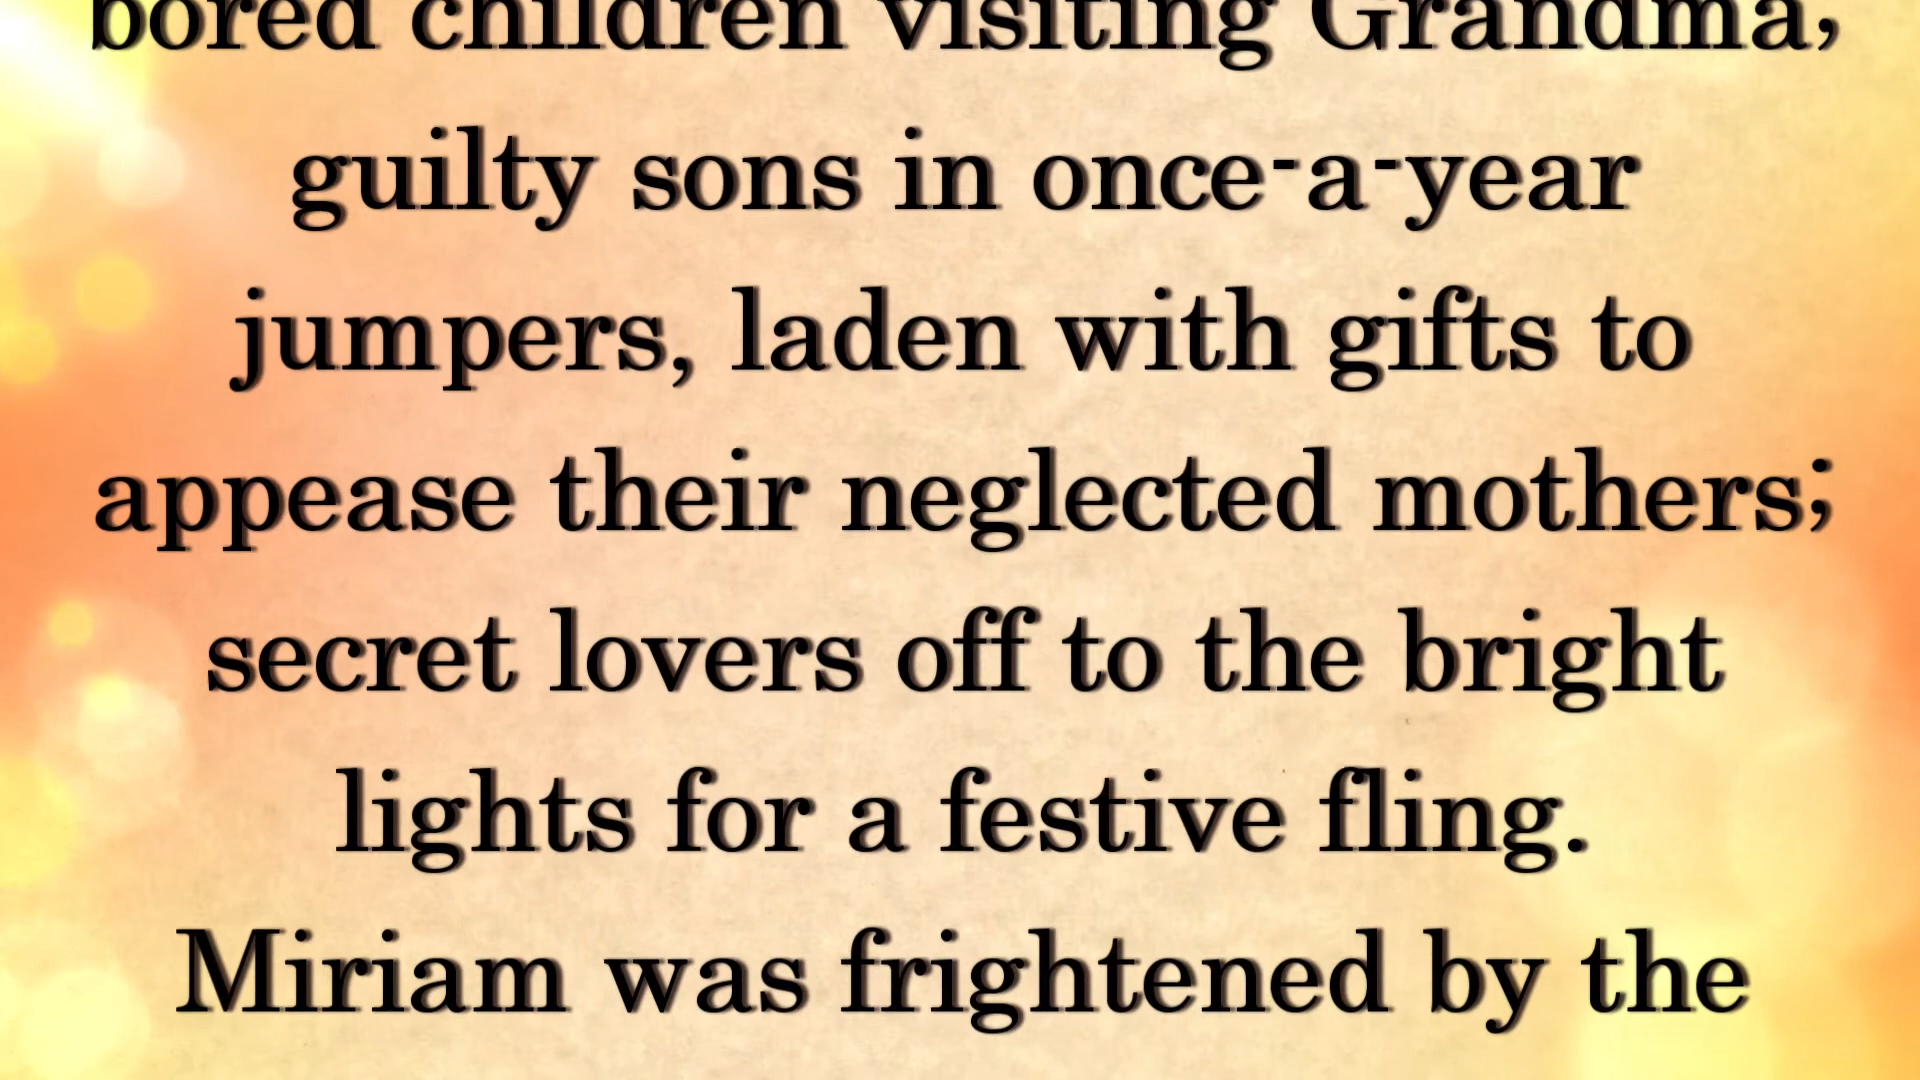 bored children visiting Grandma,
guilty sons in once-a-year
jumpers, laden with gifts to
appease their neglected mothers;
secret lovers off to the bright
lights for a festive fling.
Miriam was frightened by the